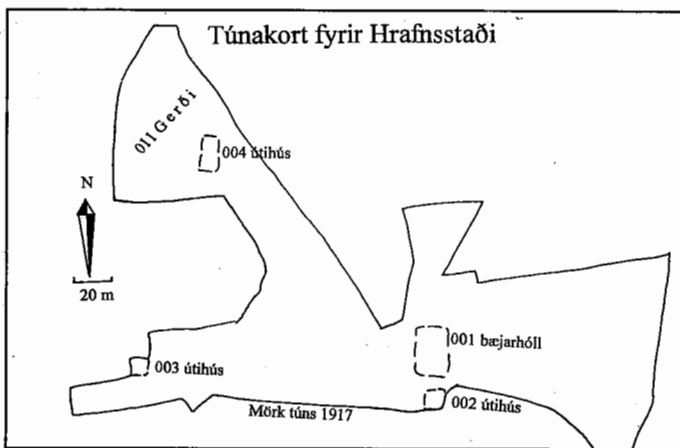 Túnakort fyrir Hrafnsstaði
011 Gerði
004 útihús
N
20 m
001 bæjarhóll
003 útihús
002 útihús
Mörk túns 1917